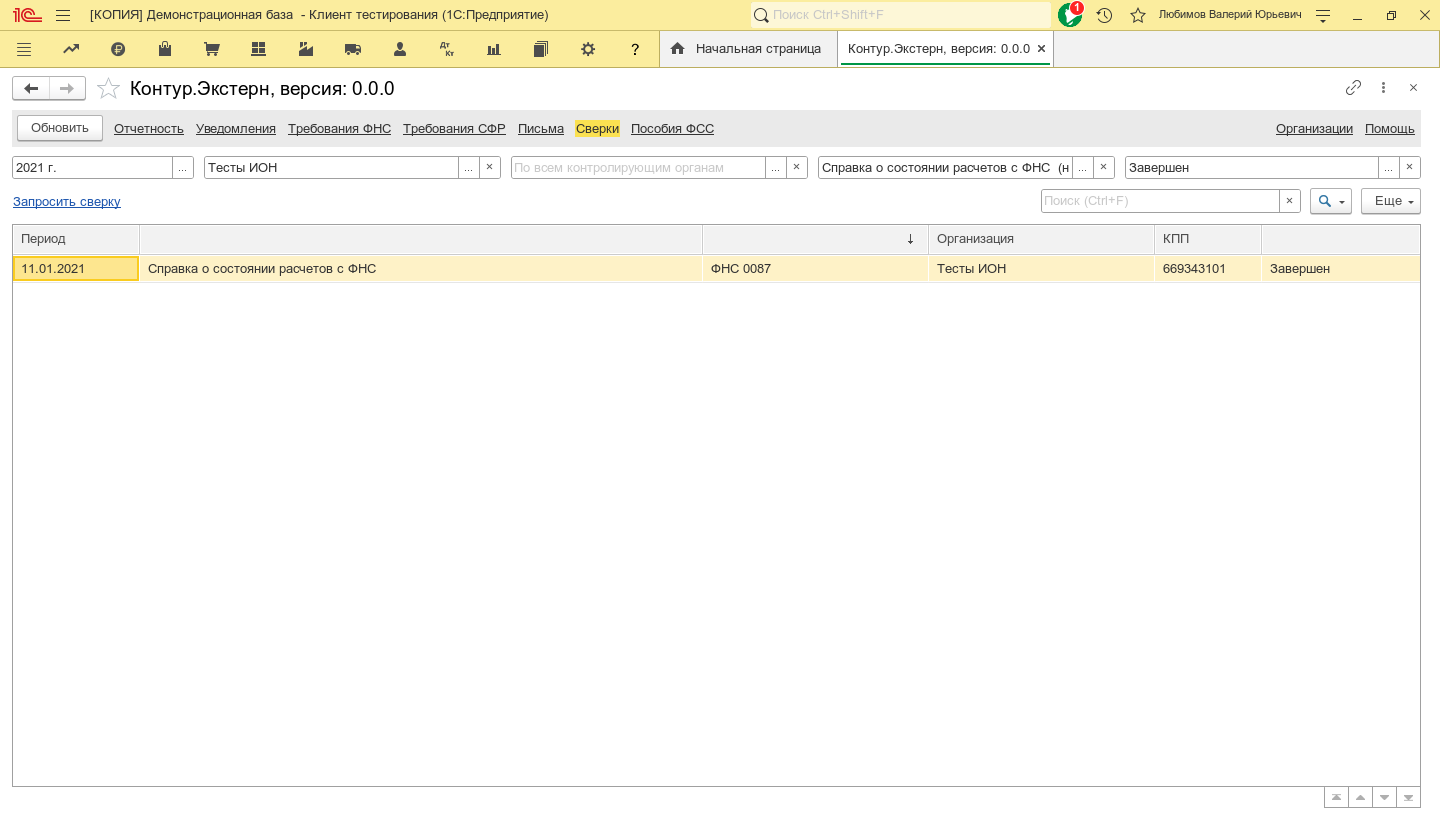 [КОПИЯ] Демонстрационная база - Клиент тестирования (1С:Предприятие)
Поиск Ctrl+Shift+F
1
Любимов Валерий Юрьевич
Дт Кт
?
Начальная страница
Контур.Экстерн, версия: 0.0.0 ×
Контур.Экстерн, версия: 0.0.0
Обновить
Отчетность Уведомления Требования ФНС Требования СФР Письма Сверки Пособия ФСС Организации Помощь
2021 г. ... Тесты ИОН ... × По всем контролирующим органам ... × Справка о состоянии расчетов с ФНС (н ... × Завершен ... ×
Запросить сверку
Поиск (Ctrl+F) ×
Еще
Период ↓ Организация КПП
11.01.2021 Справка о состоянии расчетов с ФНС ФНС 0087 Тесты ИОН 669343101 Завершен